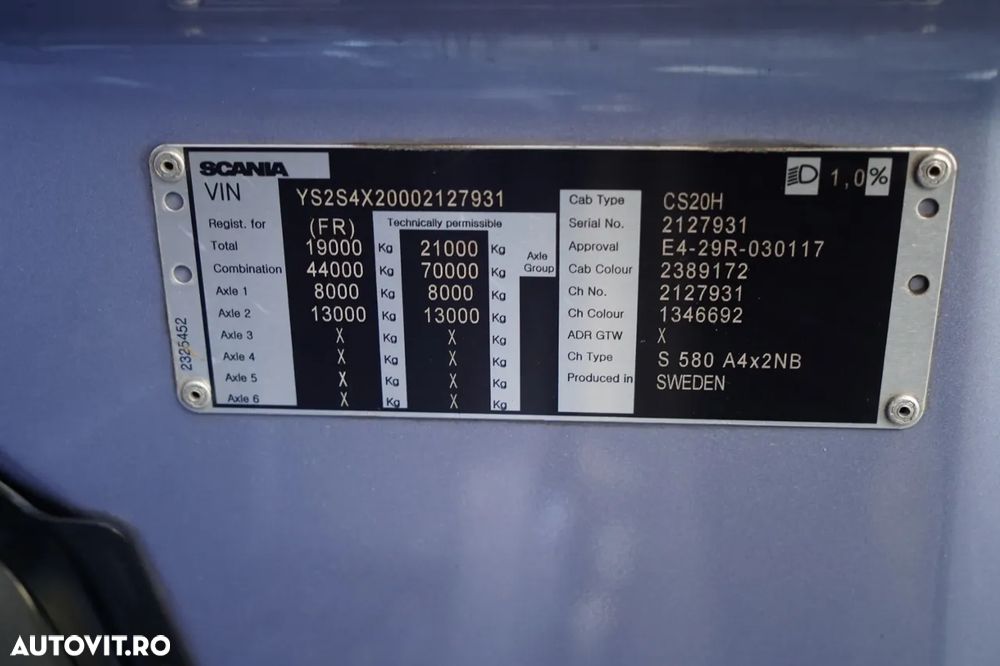 SCANIA 1,0%
VIN YS2S4X20002127931
Regist. for (FR) Technically permissible
Total 19000 Kg 21000 Kg Axle Group
Combination 44000 Kg 70000 Kg
Axle 1 8000 Kg 8000 Kg
Axle 2 13000 Kg 13000 Kg
Axle 3 X Kg X Kg
Axle 4 X Kg X Kg
Axle 5 X Kg X Kg
Axle 6 X Kg X Kg
Cab Type CS20H
Serial No. 2127931
Approval E4-29R-030117
Cab Colour 2389172
Ch No. 2127931
Ch Colour 1346692
ADR GTW X
Ch Type S 580 A4x2NB
Produced in SWEDEN
2325452
AUTOVIT.RO